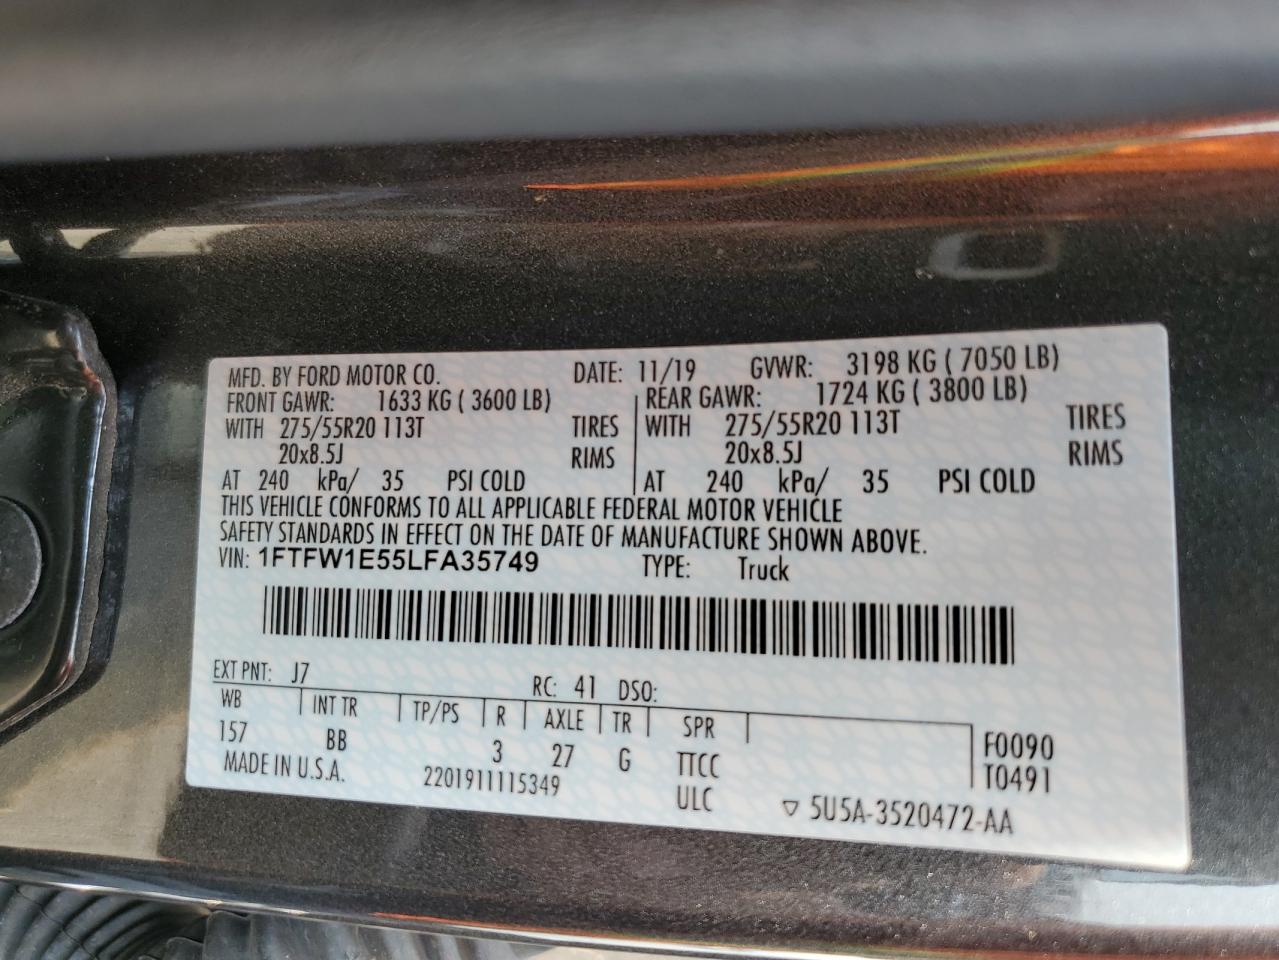 MFD. BY FORD MOTOR CO. DATE: 11/19 GVWR: 3198 KG ( 7050 LB)
FRONT GAWR: 1633 KG ( 3600 LB) REAR GAWR: 1724 KG ( 3800 LB)
WITH 275/55R20 113T TIRES WITH 275/55R20 113T TIRES
20x8.5J RIMS 20x8.5J RIMS
AT 240 kPa/ 35 PSI COLD AT 240 kPa/ 35 PSI COLD
THIS VEHICLE CONFORMS TO ALL APPLICABLE FEDERAL MOTOR VEHICLE
SAFETY STANDARDS IN EFFECT ON THE DATE OF MANUFACTURE SHOWN ABOVE.
VIN: 1FTFW1E55LFA35749 TYPE: Truck
EXT PNT: J7 RC: 41 DSO:
WB INT TR TP/PS R AXLE TR SPR
157 BB 3 27 G TTCC F0090
MADE IN U.S.A. 2201911115349 ULC T0491
▽ 5U5A-3520472-AA